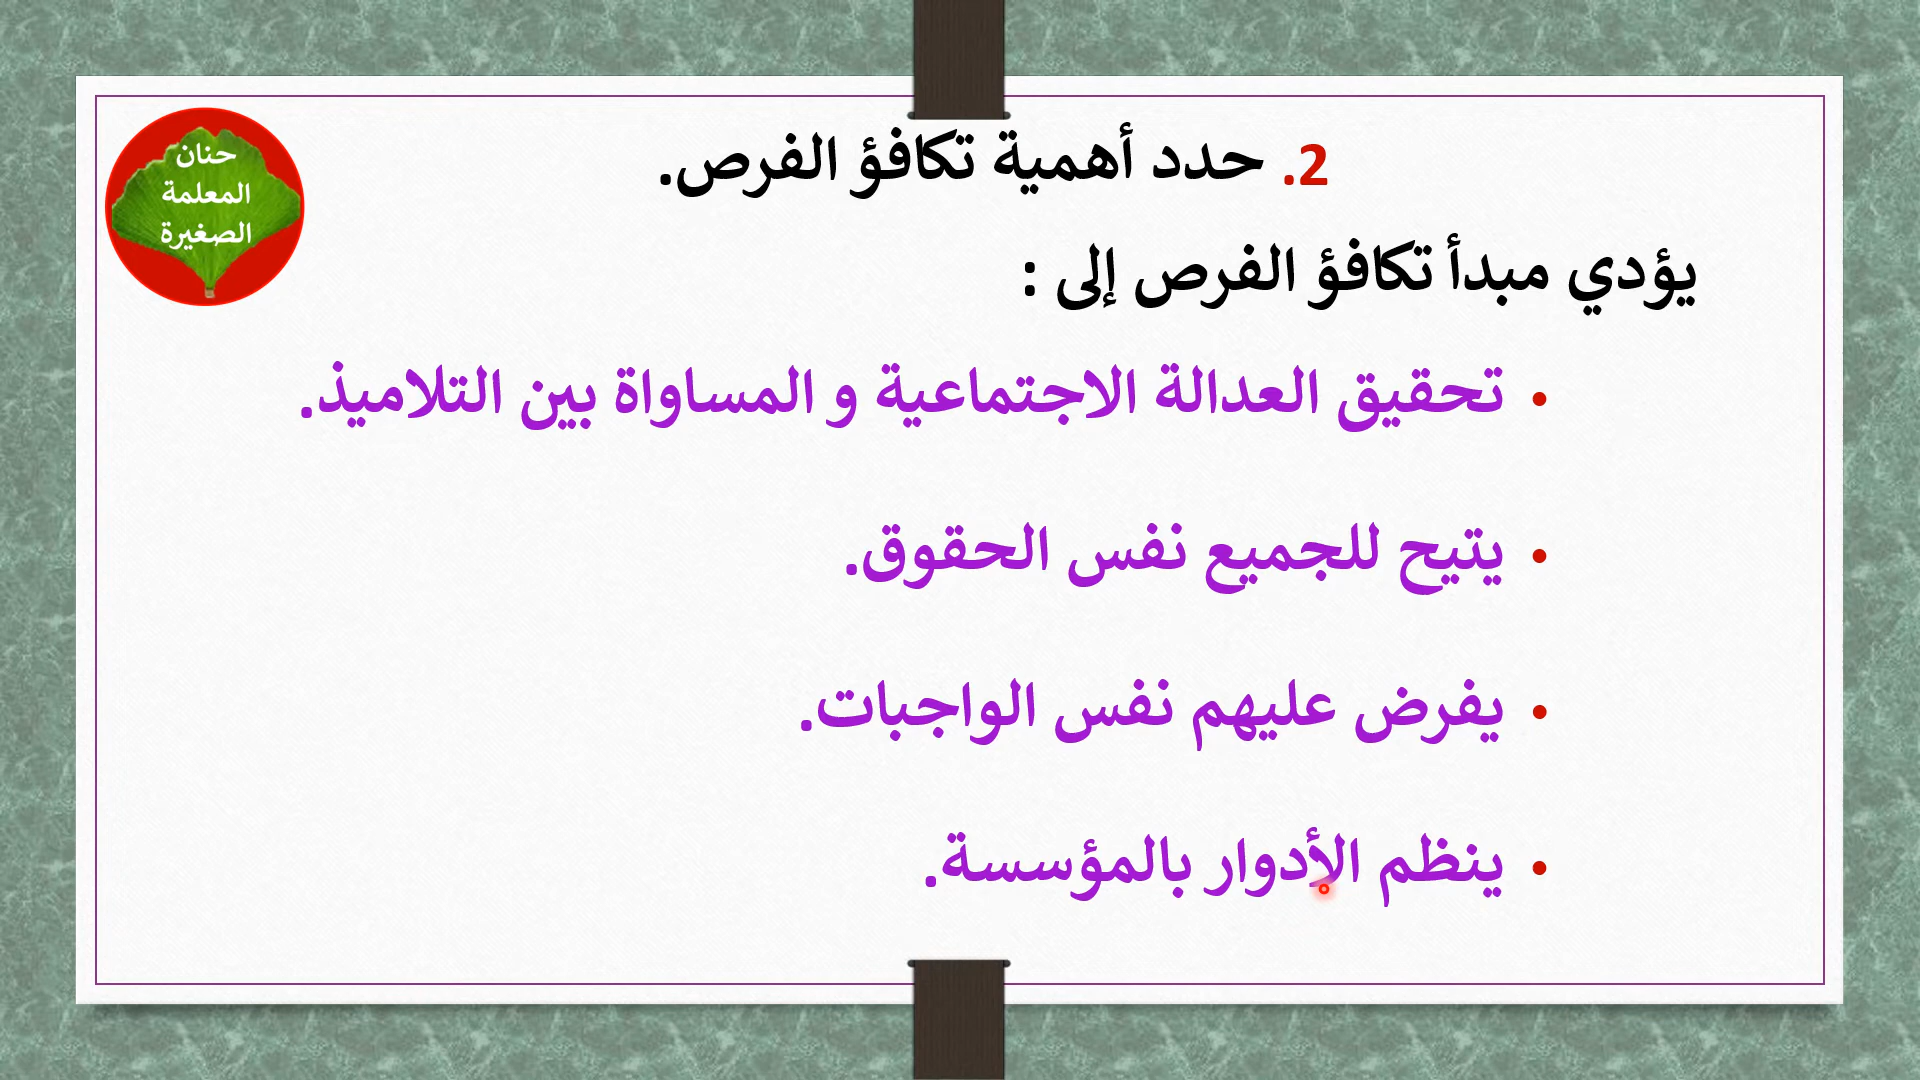 حنان
المعلمة
الصغيرة
2. حدد أهمية تكافؤ الفرص.
يؤدي مبدأ تكافؤ الفرص إلى :
• تحقيق العدالة الاجتماعية و المساواة بين التلاميذ.
• يتيح للجميع نفس الحقوق.
• يفرض عليهم نفس الواجبات.
• ينظم الأدوار بالمؤسسة.